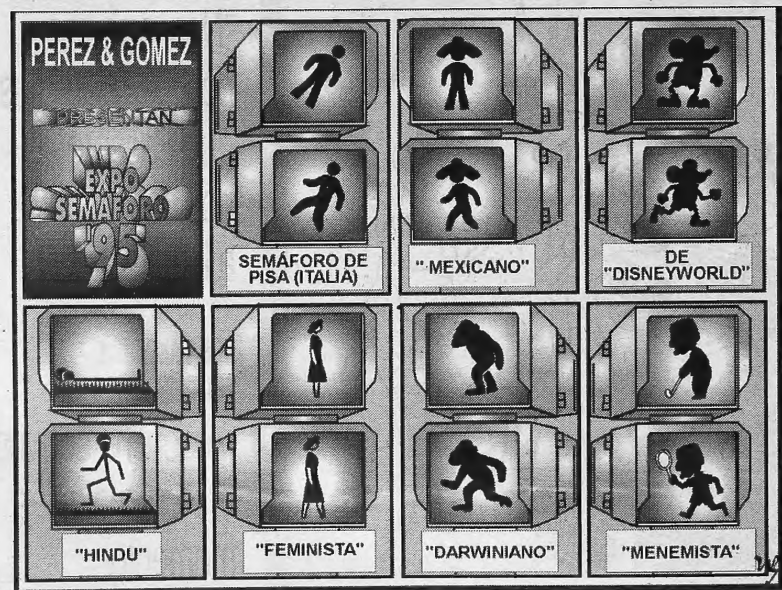 PEREZ & GOMEZ
PRESENTAN
EXPO
SEMAFORO
'95
SEMÁFORO DE
PISA (ITALIA)
"MEXICANO"
DE
"DISNEYWORLD"
"HINDU"
"FEMINISTA"
"DARWINIANO"
"MENEMISTA"